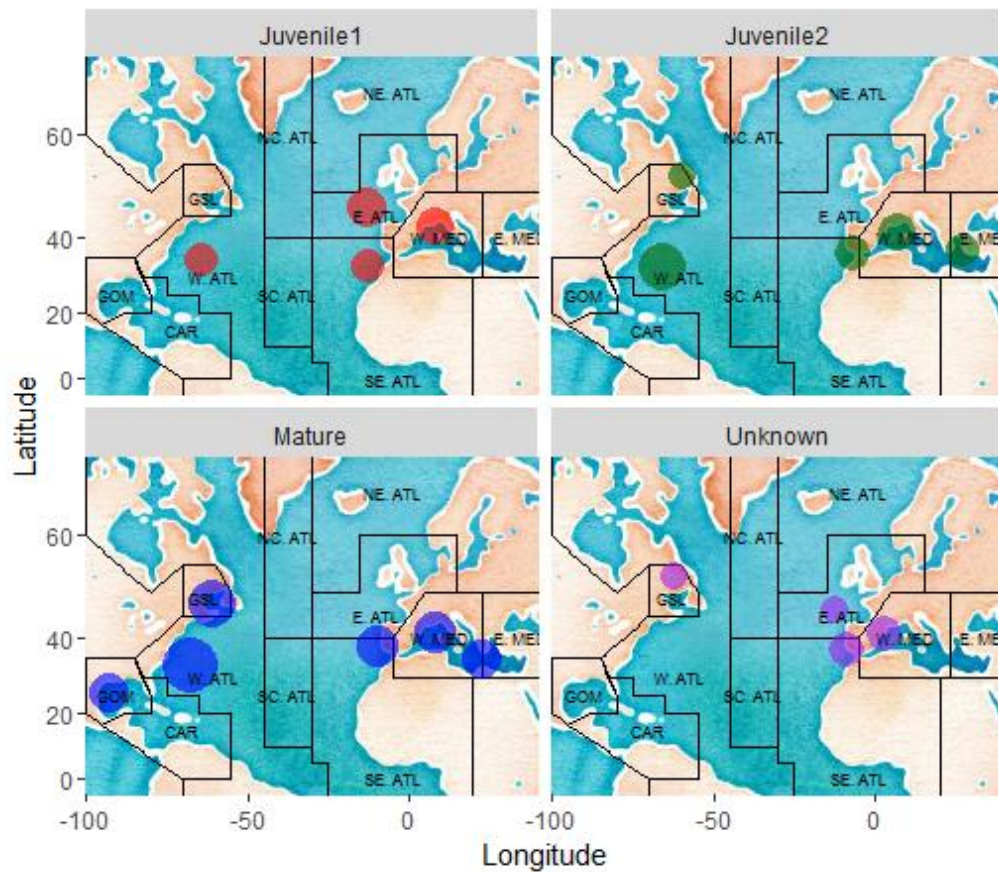 Juvenile1 Juvenile2
NE. ATL NE. ATL
60 NC. ATL NC. ATL
GSL GSL
E. ATL E. ATL
40 W. MED E. MED W. MED E. MED
W. ATL W. ATL
GOM SC. ATL GOM SC. ATL
20
CAR CAR
0 SE. ATL SE. ATL
Latitude
Mature Unknown
NE. ATL NE. ATL
60 NC. ATL NC. ATL
GSL GSL
E. ATL E. ATL
40 W. MED E. MED W. MED E. MED
W. ATL W. ATL
GOM SC. ATL GOM SC. ATL
20
CAR CAR
0 SE. ATL SE. ATL
-100 -50 0 -100 -50 0
Longitude